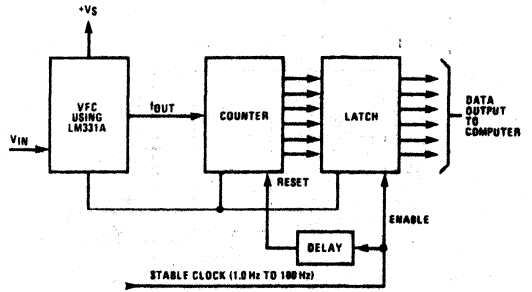 +VS
VFC
USING
LM331A
fOUT
COUNTER
LATCH
DATA
OUTPUT
TO
COMPUTER
VIN
RESET
ENABLE
DELAY
STABLE CLOCK (1.0 Hz TO 100 Hz)